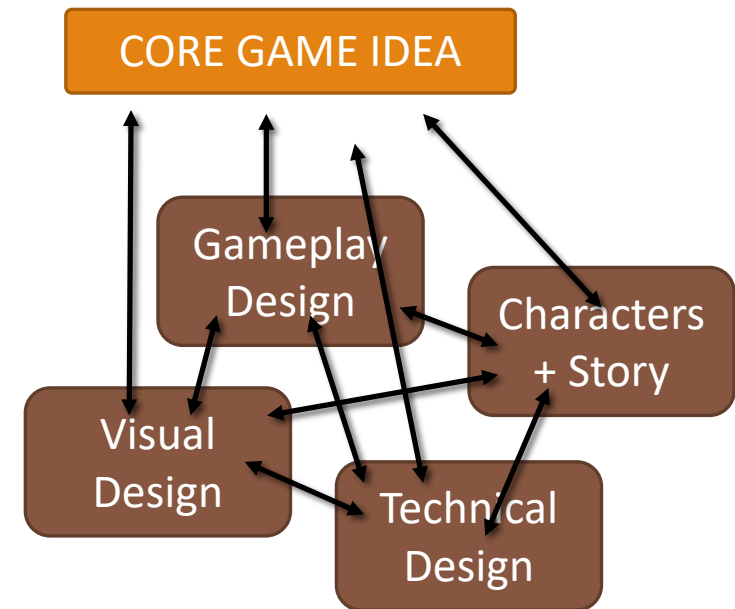 CORE GAME IDEA
Gameplay
Design
Characters
+ Story
Visual
Design
Technical
Design